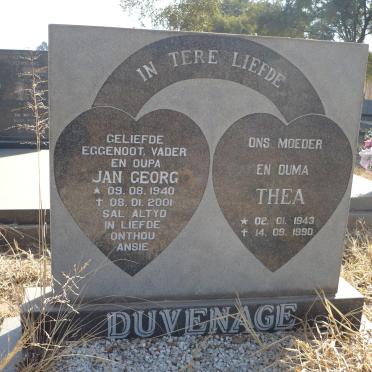 IN TERE LIEFDE
GELIEFDE
EGGENOOT, VADER
EN OUPA
JAN GEORG
* 09. 08. 1940
✝ 08. 01. 2001
SAL ALTYD
IN LIEFDE
ONTHOU
ANSIE
ONS MOEDER
EN OUMA
THEA
* 02. 01. 1943
✝ 14. 09. 1990
DUVENAGE